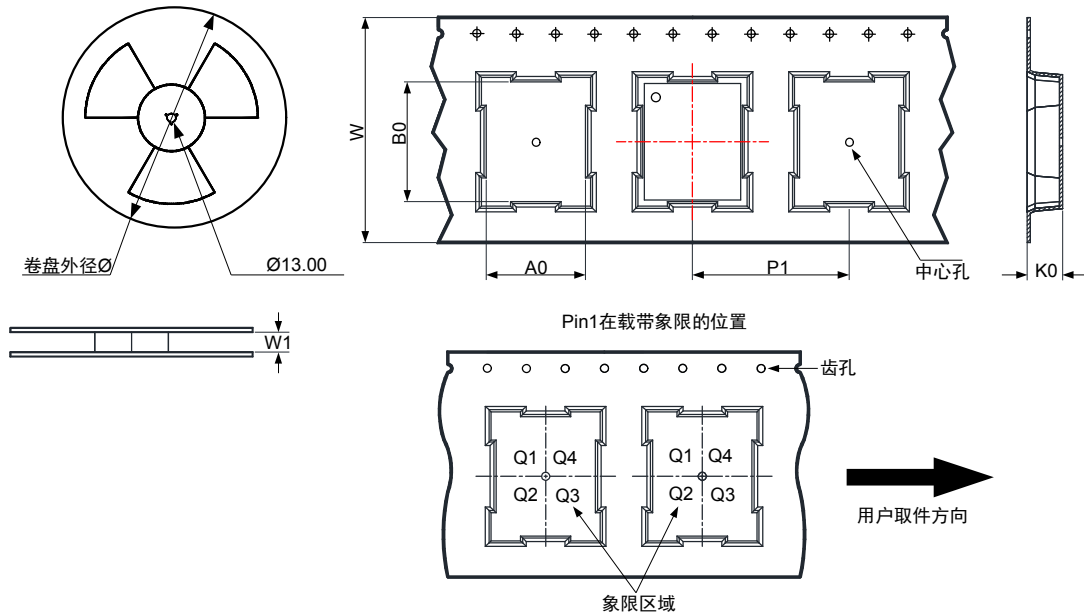 W
B0
卷盘外径Ø
Ø13.00
A0
P1
中心孔
K0
W1
Pin1在载带象限的位置
齿孔
Q1 Q4
Q2 Q3
Q1 Q4
Q2 Q3
用户取件方向
象限区域